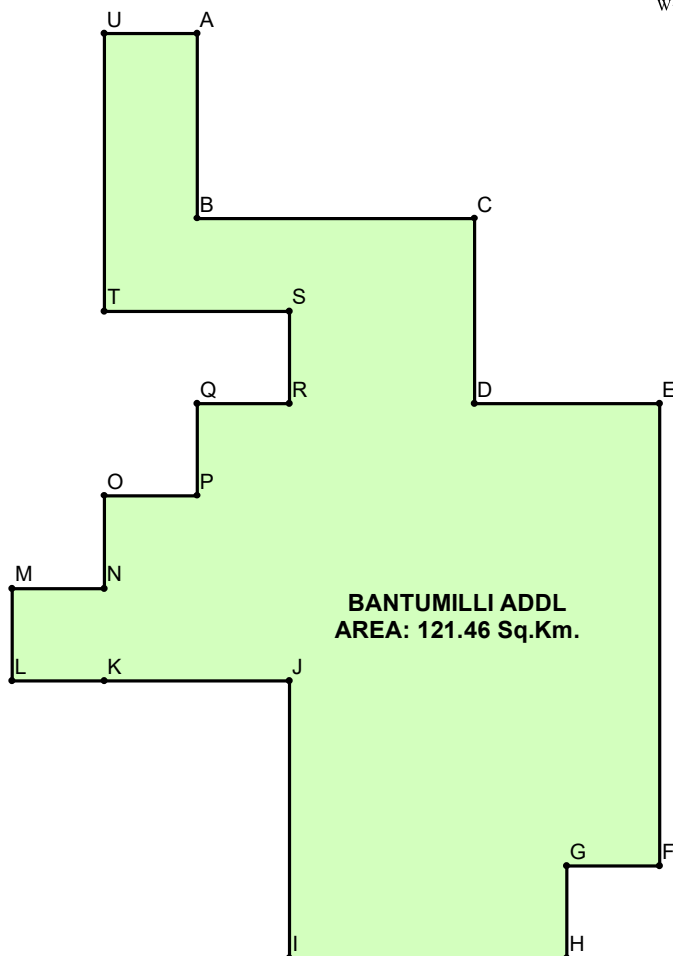 W
U A
B C
T S
Q R D E
O P
M N
BANTUMILLI ADDL
AREA: 121.46 Sq.Km.
L K J
G F
I H